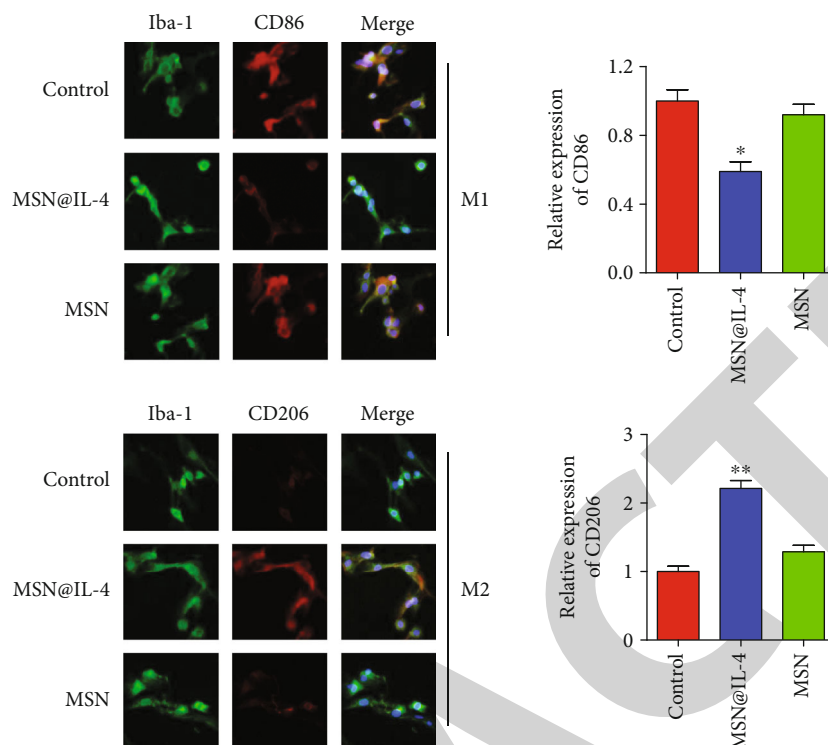 Iba-1 CD86 Merge
Control
MSN@IL-4
MSN
M1
Relative expression
of CD86
1.2
0.8
0.4
0.0
*
Control
MSN@IL-4
MSN
Iba-1 CD206 Merge
Control
MSN@IL-4
MSN
M2
Relative expression
of CD206
3
2
1
0
**
Control
MSN@IL-4
MSN